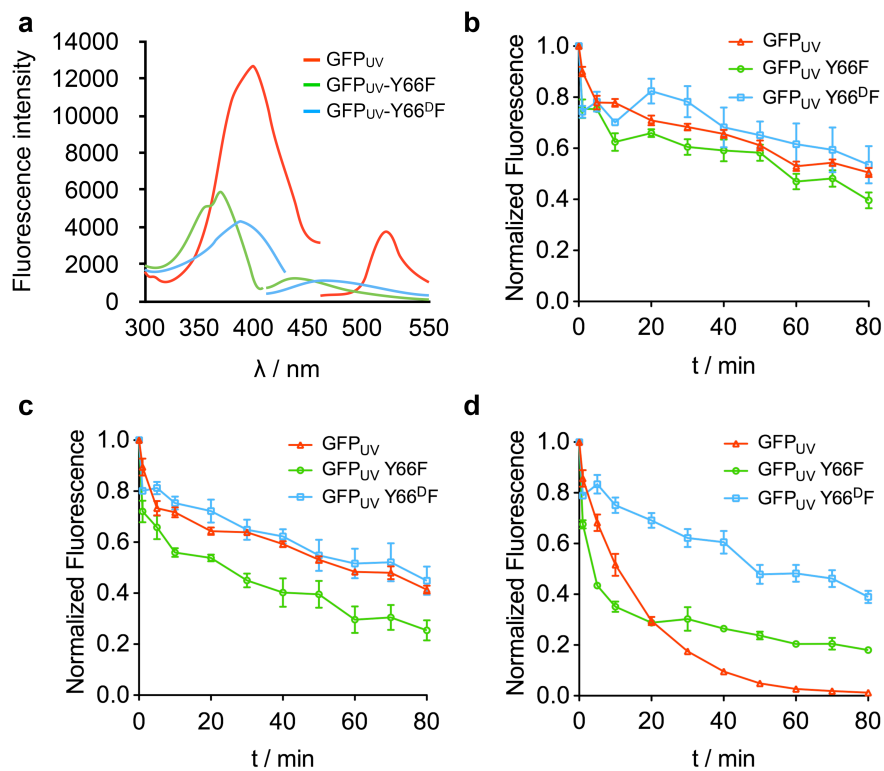 a
Fluorescence intensity
14000
12000
10000
8000
6000
4000
2000
0
300 350 400 450 500 550
λ / nm
GFPUV
GFPUV-Y66F
GFPUV-Y66DF
b
Normalized Fluorescence
1.0
0.8
0.6
0.4
0.2
0.0
0 20 40 60 80
t / min
GFPUV
GFPUV Y66F
GFPUV Y66DF
c
Normalized Fluorescence
1.0
0.8
0.6
0.4
0.2
0.0
0 20 40 60 80
t / min
GFPUV
GFPUV Y66F
GFPUV Y66DF
d
Normalized Fluorescence
1.0
0.8
0.6
0.4
0.2
0.0
0 20 40 60 80
t / min
GFPUV
GFPUV Y66F
GFPUV Y66DF